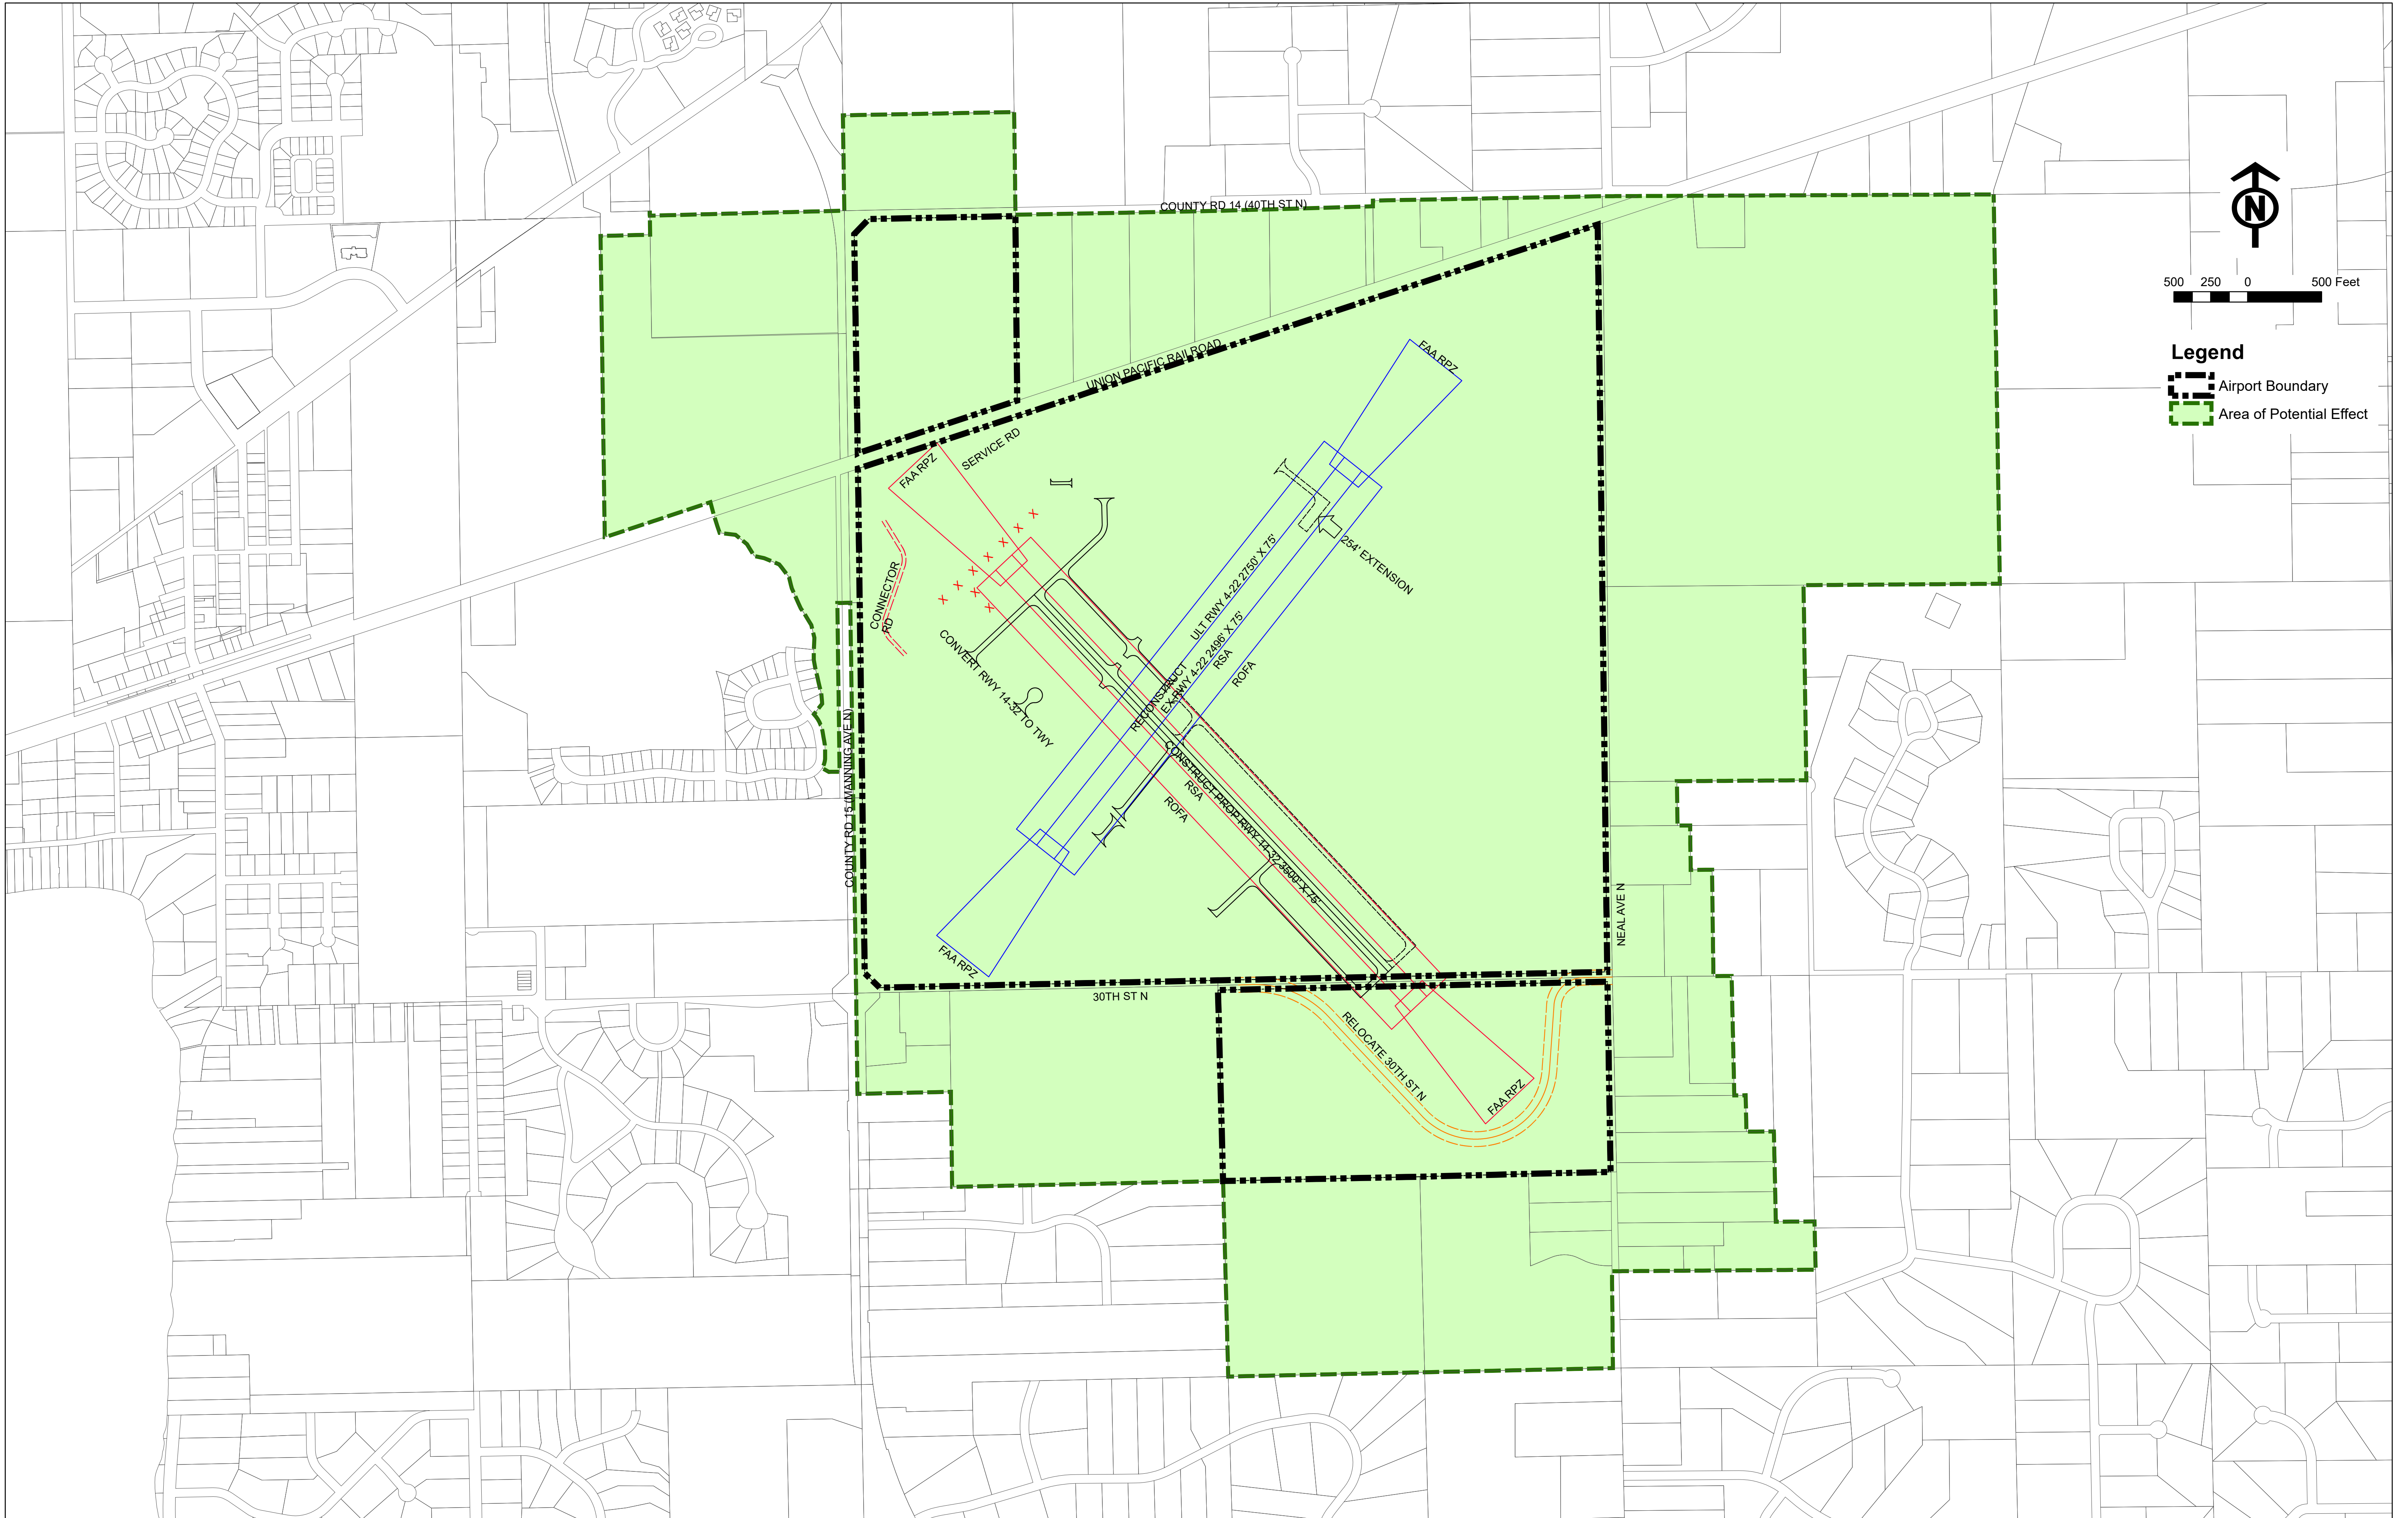 COUNTY RD 14 (40TH ST N)
N
500 250 0 500 Feet
Legend
Airport Boundary
Area of Potential Effect
UNION PACIFIC RAILROAD
FAA RPZ
SERVICE RD
FAA RPZ
X X X X X X X X X
254' EXTENSION
ULT RWY 4-22 2750' X 75'
CONNECTOR
RD
RECONSTRUCT
EX RWY 4-22 2496' X 75'
RSA
ROFA
CONVERT RWY 14-32 TO TWY
COUNTY RD 15 (MANNING AVE N)
CONSTRUCT PROP RWY 14-32 3500' X 75'
RSA
ROFA
NEAL AVE N
FAA RPZ
30TH ST N
RELOCATE 30TH ST N
FAA RPZ